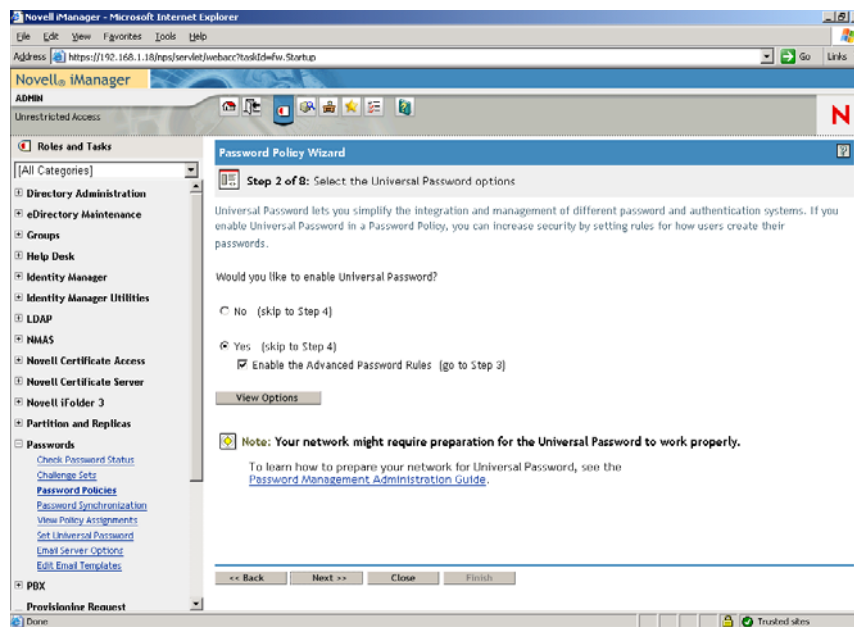 Novell iManager - Microsoft Internet Explorer
File Edit View Favorites Tools Help
Address https://192.168.1.18/nps/servlet/webacc?taskId=fw.Startup Go Links
Novell® iManager
ADMIN
Unrestricted Access
N
Roles and Tasks
[All Categories]
Directory Administration
eDirectory Maintenance
Groups
Help Desk
Identity Manager
Identity Manager Utilities
LDAP
NMAS
Novell Certificate Access
Novell Certificate Server
Novell iFolder 3
Partition and Replicas
Passwords
Check Password Status
Challenge Sets
Password Policies
Password Synchronization
View Policy Assignments
Set Universal Password
Email Server Options
Edit Email Templates
PBX
Provisioning Request
Password Policy Wizard ?
Step 2 of 8: Select the Universal Password options
Universal Password lets you simplify the integration and management of different password and authentication systems. If you
enable Universal Password in a Password Policy, you can increase security by setting rules for how users create their
passwords.
Would you like to enable Universal Password?
No (skip to Step 4)
Yes (skip to Step 4)
Enable the Advanced Password Rules (go to Step 3)
View Options
Note: Your network might require preparation for the Universal Password to work properly.
To learn how to prepare your network for Universal Password, see the
Password Management Administration Guide.
<< Back Next >> Close Finish
Done Trusted sites